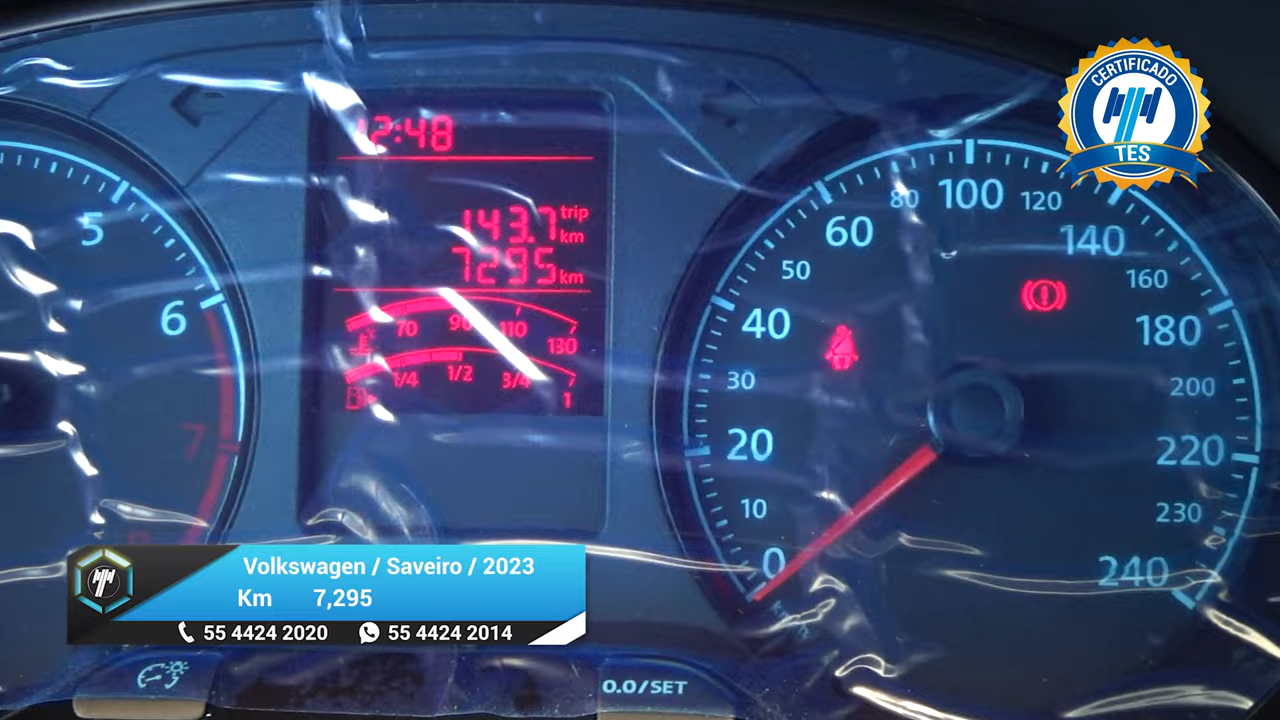 12:48
143.7 trip km
7295 km
70 90 110 130
1/4 1/2 3/4 1
5
6
7
8
0
10
20
30
40
50
60
80
100
120
140
160
180
200
220
230
240
0.0/SET
CERTIFICADO
TES
Volkswagen / Saveiro / 2023
Km 7,295
55 4424 2020 55 4424 2014